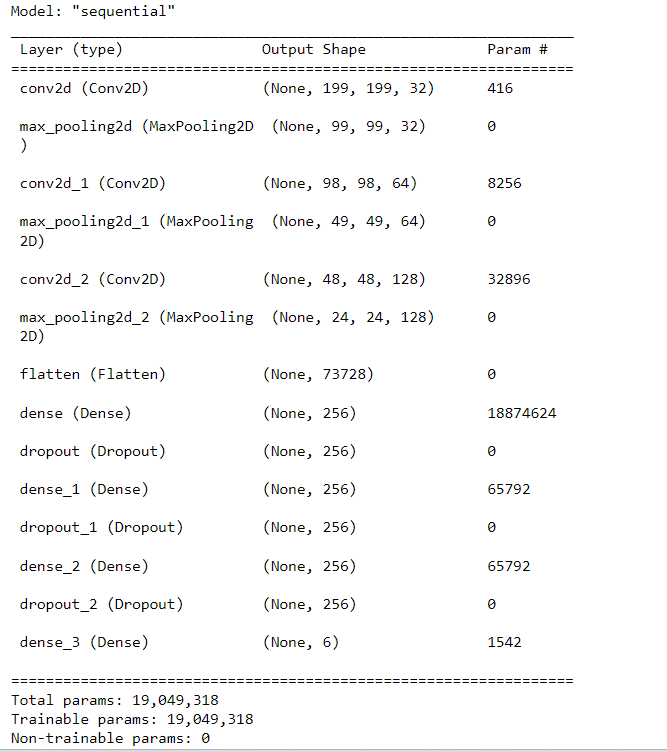 Model: "sequential"
_________________________________________________________________
Layer (type) Output Shape Param #
=================================================================
conv2d (Conv2D) (None, 199, 199, 32) 416
max_pooling2d (MaxPooling2D (None, 99, 99, 32) 0
)
conv2d_1 (Conv2D) (None, 98, 98, 64) 8256
max_pooling2d_1 (MaxPooling (None, 49, 49, 64) 0
2D)
conv2d_2 (Conv2D) (None, 48, 48, 128) 32896
max_pooling2d_2 (MaxPooling (None, 24, 24, 128) 0
2D)
flatten (Flatten) (None, 73728) 0
dense (Dense) (None, 256) 18874624
dropout (Dropout) (None, 256) 0
dense_1 (Dense) (None, 256) 65792
dropout_1 (Dropout) (None, 256) 0
dense_2 (Dense) (None, 256) 65792
dropout_2 (Dropout) (None, 256) 0
dense_3 (Dense) (None, 6) 1542
=================================================================
Total params: 19,049,318
Trainable params: 19,049,318
Non-trainable params: 0